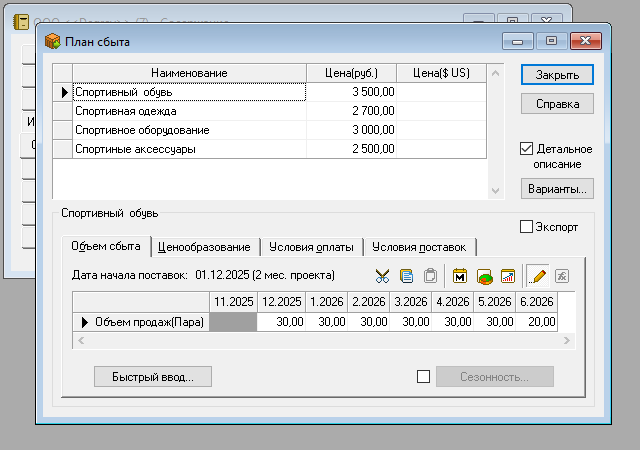 План сбыта
Наименование Цена(руб.) Цена($ US)
Спортивный обувь 3 500,00
Спортивная одежда 2 700,00
Спортивное оборудование 3 000,00
Спортиные аксессуары 2 500,00
Закрыть
Справка
Детальное
описание
Варианты...
Спортивный обувь
Экспорт
Объем сбыта Ценообразование Условия оплаты Условия поставок
Дата начала поставок: 01.12.2025 (2 мес. проекта)
11.2025 12.2025 1.2026 2.2026 3.2026 4.2026 5.2026 6.2026
Объем продаж(Пара) 30,00 30,00 30,00 30,00 30,00 30,00 20,00
Быстрый ввод... Сезонность...